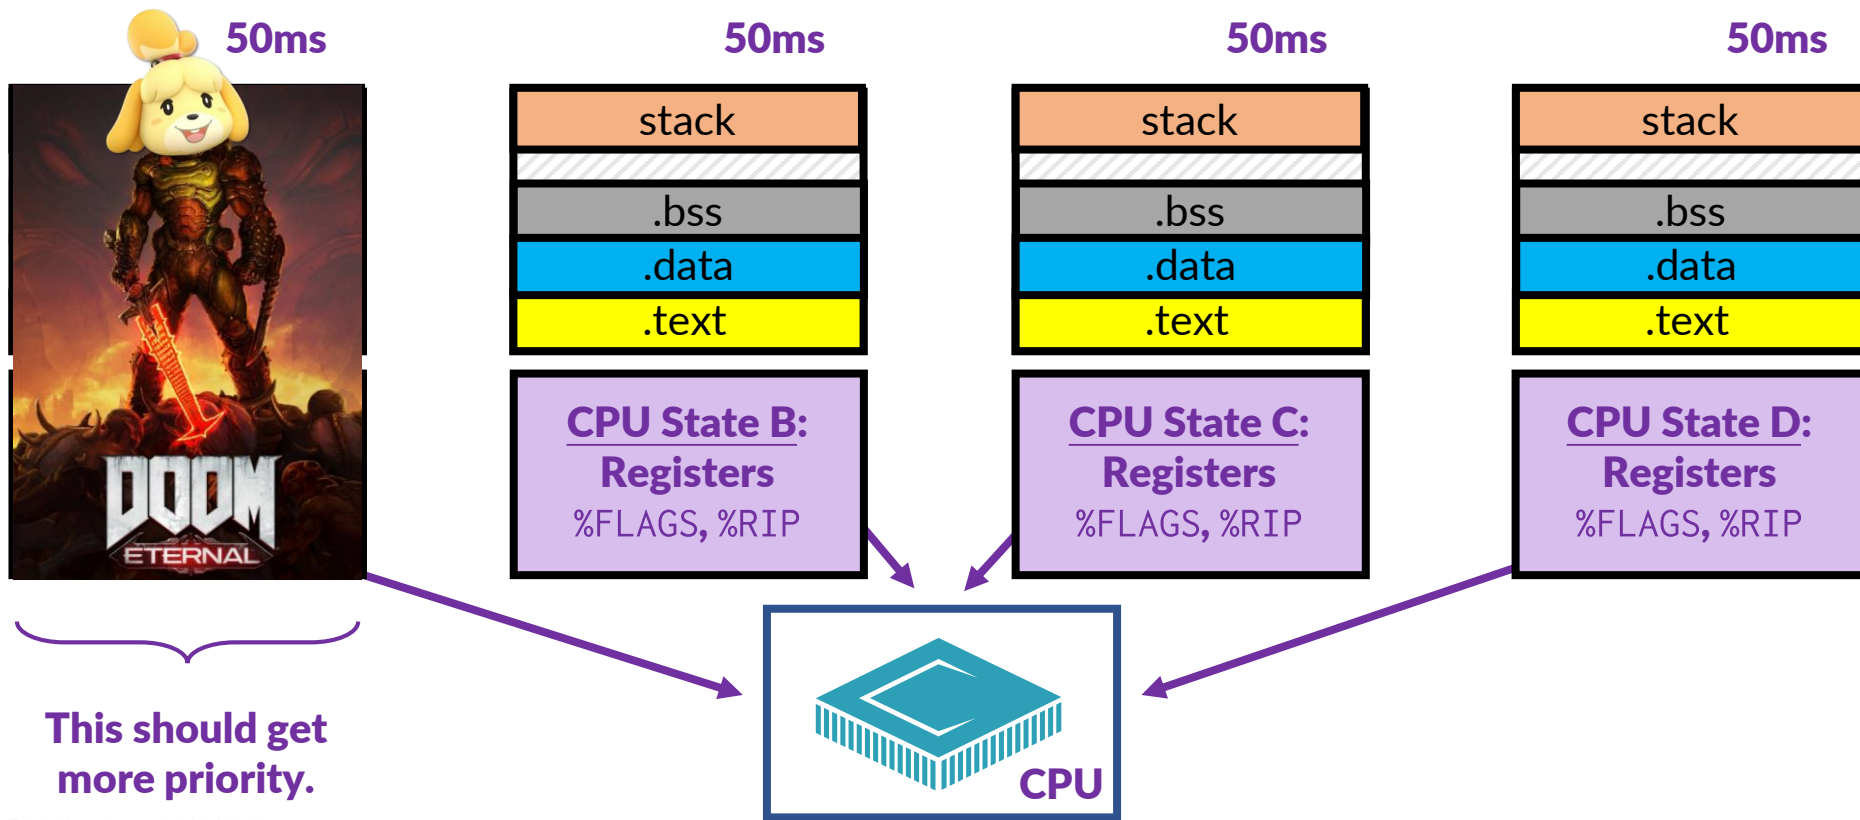 50ms
50ms
50ms
50ms
DOOM
ETERNAL
stack
.bss
.data
.text
CPU State B:
Registers
%FLAGS, %RIP
stack
.bss
.data
.text
CPU State C:
Registers
%FLAGS, %RIP
stack
.bss
.data
.text
CPU State D:
Registers
%FLAGS, %RIP
This should get
more priority.
CPU